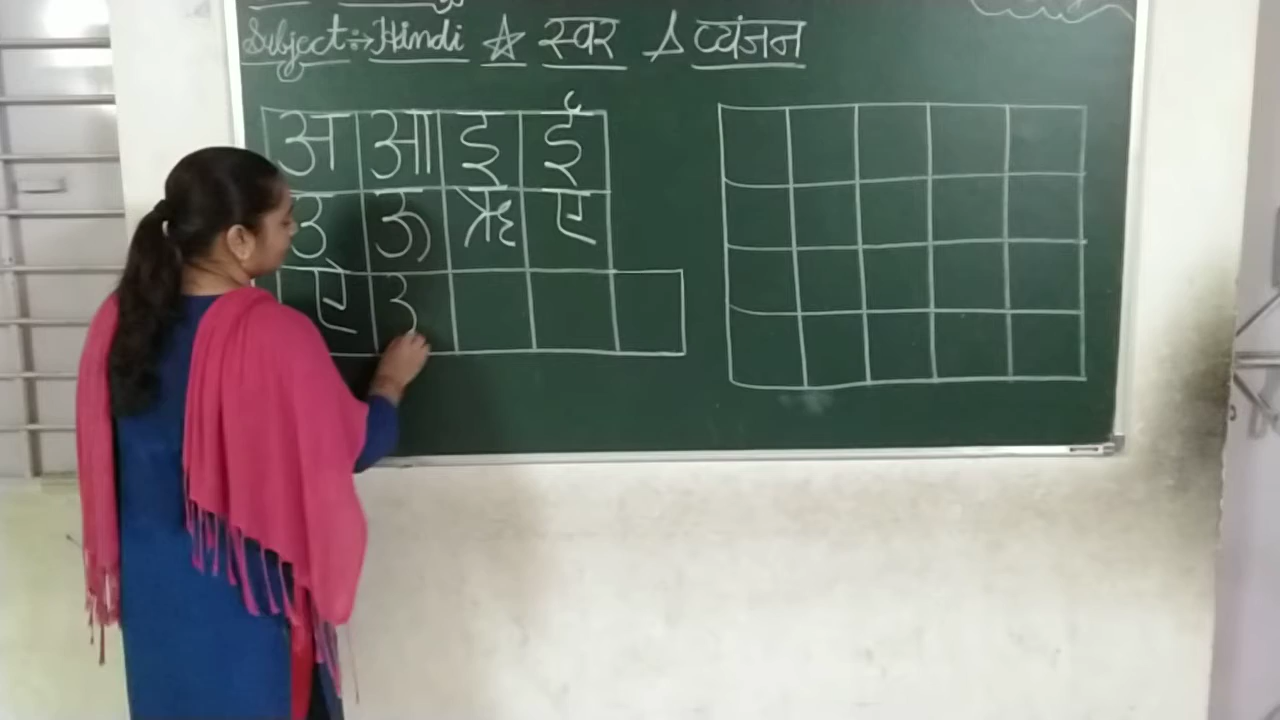 Subject:→ Hindi ☆ स्वर △ व्यंजन
अ आ इ ई
उ ऊ ऋ ए
ऐ उ